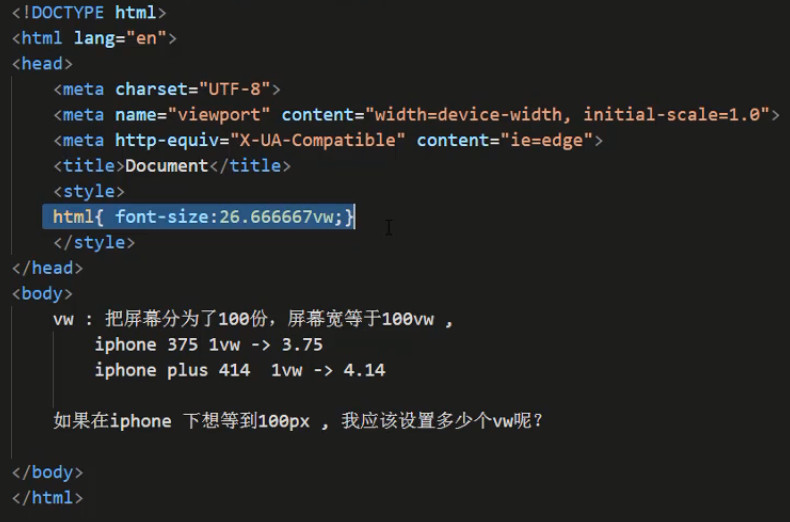 <!DOCTYPE html>
<html lang="en">
<head>
    <meta charset="UTF-8">
    <meta name="viewport" content="width=device-width, initial-scale=1.0">
    <meta http-equiv="X-UA-Compatible" content="ie=edge">
    <title>Document</title>
    <style>
    html{ font-size:26.666667vw;}
    </style>
</head>
<body>
    vw : 把屏幕分为了100份，屏幕宽等于100vw ,
        iphone 375 1vw -> 3.75
        iphone plus 414  1vw -> 4.14
    如果在iphone 下想等到100px , 我应该设置多少个vw呢?
</body>
</html>